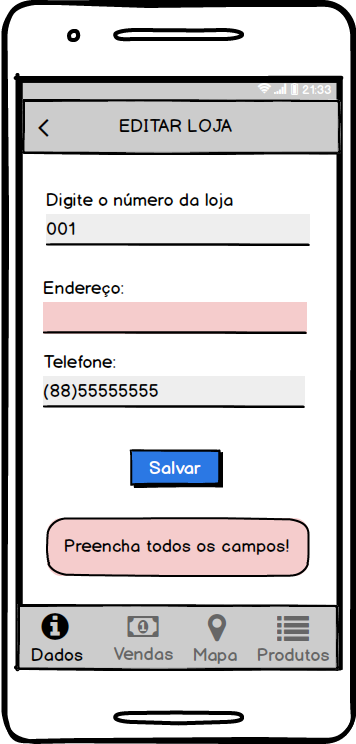 21:33
EDITAR LOJA
Digite o número da loja
001
Endereço:
Telefone:
(88)55555555
Salvar
Preencha todos os campos!
Dados Vendas Mapa Produtos